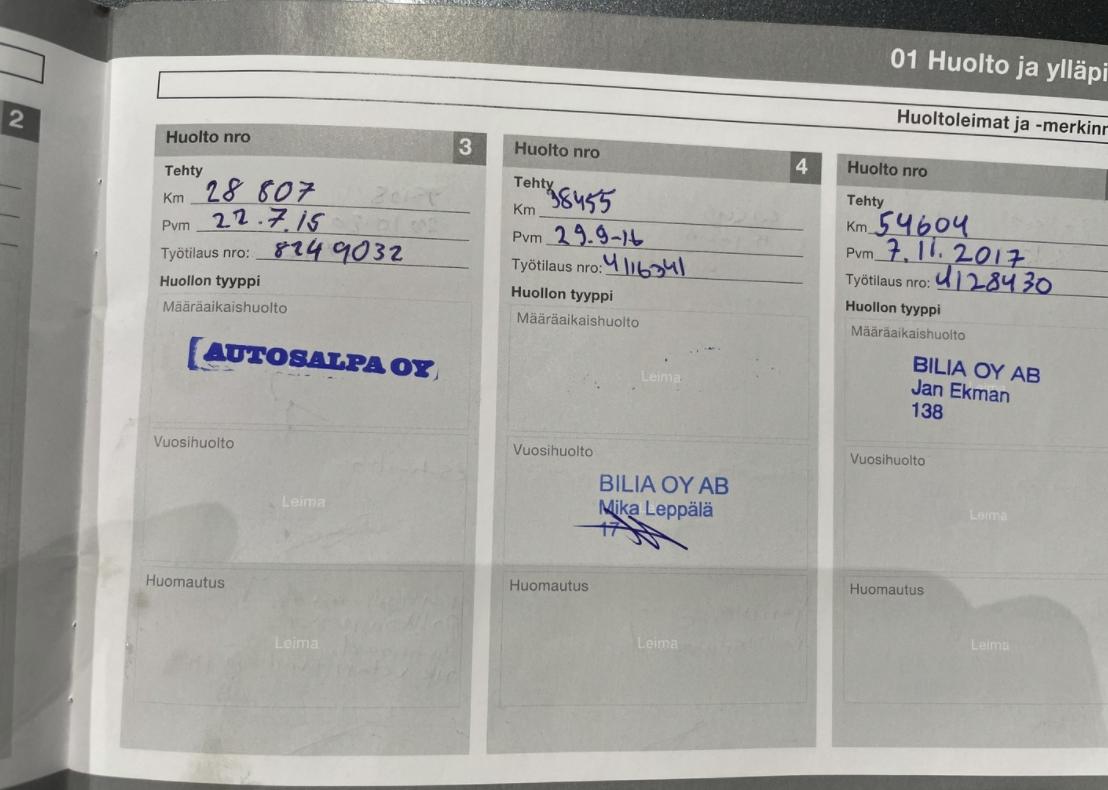 2
01 Huolto ja ylläpi
Huoltoleimat ja -merkinn
Huolto nro 3
Tehty
Km 28 807
Pvm 22.7.15
Työtilaus nro: 8249032
Huollon tyyppi
Määräaikaishuolto
AUTOSALPA OY
Vuosihuolto
Leima
Huomautus
Leima
Huolto nro 4
Tehty
Km 38455
Pvm 29.9-16
Työtilaus nro: 4116341
Huollon tyyppi
Määräaikaishuolto
Leima
Vuosihuolto
BILIA OY AB
Mika Leppälä
17
Huomautus
Leima
Huolto nro
Tehty
Km 54604
Pvm 7.11.2017
Työtilaus nro: 4128430
Huollon tyyppi
Määräaikaishuolto
BILIA OY AB
Jan Ekman
138
Vuosihuolto
Leima
Huomautus
Leima